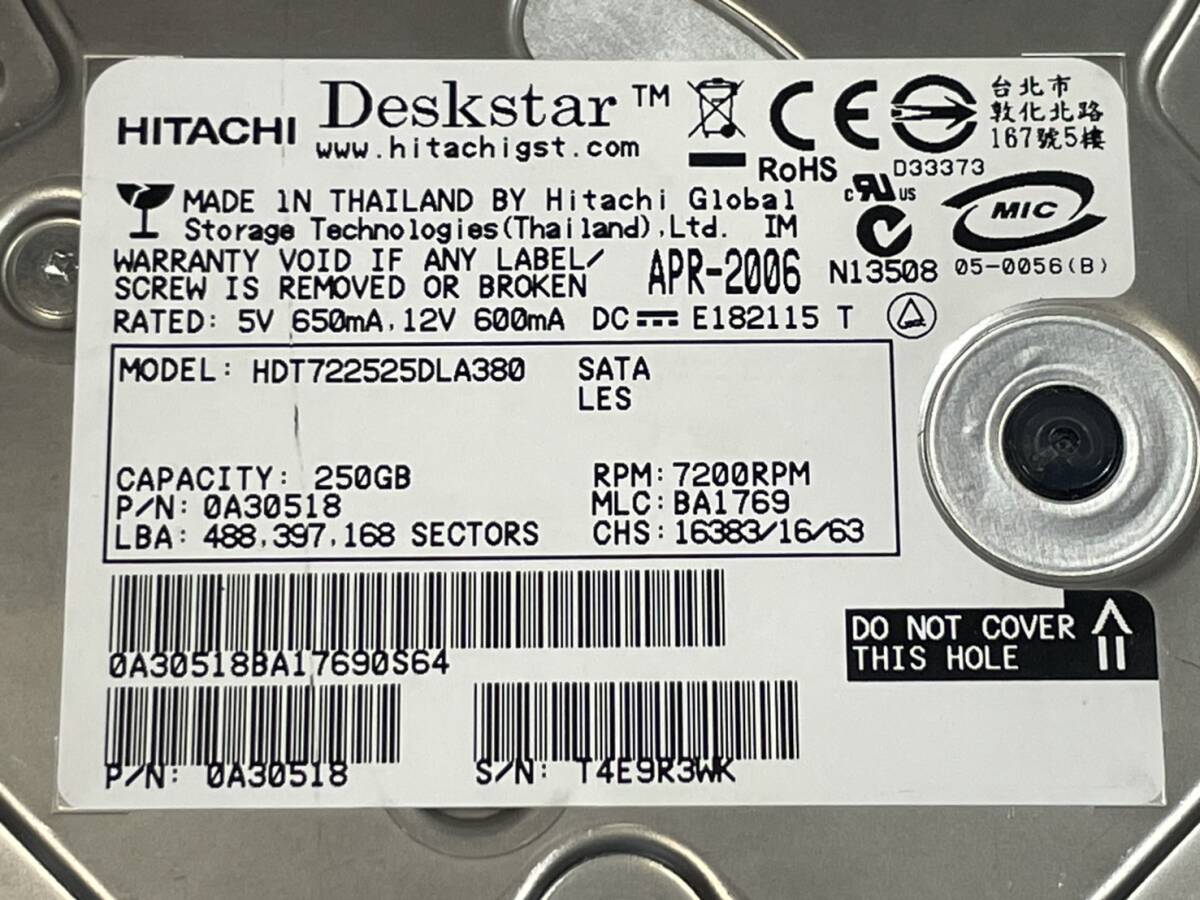 HITACHI Deskstar™
www.hitachigst.com
CE
台北市
敦化北路
167號5樓
RoHS
D33373
MADE IN THAILAND BY Hitachi Global
Storage Technologies(Thailand),Ltd. IM
c UR US
MIC
WARRANTY VOID IF ANY LABEL/
SCREW IS REMOVED OR BROKEN
APR-2006
N13508
05-0056(B)
RATED: 5V 650mA, 12V 600mA DC E182115 T
MODEL: HDT722525DLA380 SATA
LES
CAPACITY: 250GB RPM: 7200RPM
P/N: 0A30518 MLC: BA1769
LBA: 488,397,168 SECTORS CHS: 16383/16/63
0A30518BA17690S64
DO NOT COVER
THIS HOLE
P/N: 0A30518 S/N: T4E9R3WK